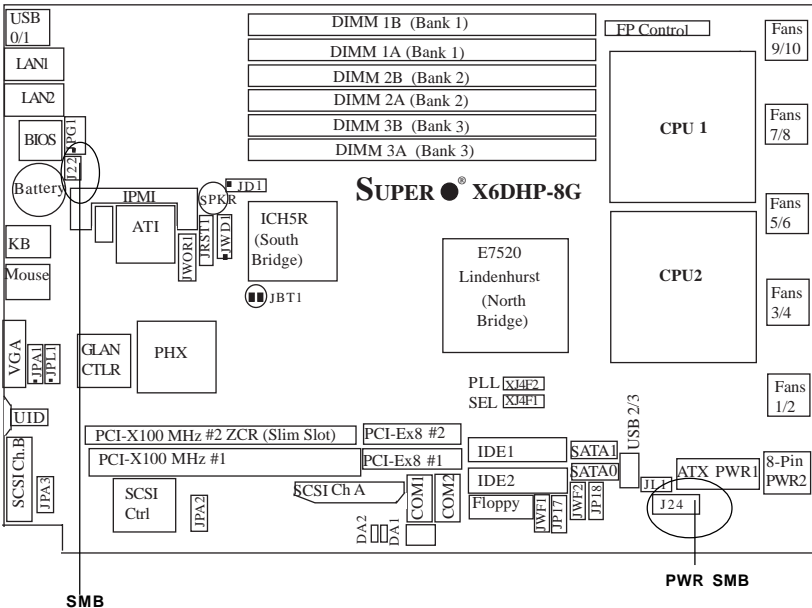 USB
0/1
LAN1
LAN2
BIOS
JPG1
J22
Battery
KB
Mouse
VGA
JPA1
JPL1
UID
SCSI Ch.B
JPA3
DIMM 1B (Bank 1)
DIMM 1A (Bank 1)
DIMM 2B (Bank 2)
DIMM 2A (Bank 2)
DIMM 3B (Bank 3)
DIMM 3A (Bank 3)
FP Control
Fans
9/10
Fans
7/8
Fans
5/6
Fans
3/4
Fans
1/2
CPU 1
CPU2
SUPER ® X6DHP-8G
IPMI
ATI
SPKR
JD1
JWOR1
JRST1
JWD1
ICH5R
(South
Bridge)
JBT1
E7520
Lindenhurst
(North
Bridge)
GLAN
CTLR
PHX
PLL XJ4F2
SEL XJ4F1
PCI-X100 MHz #2 ZCR (Slim Slot)
PCI-X100 MHz #1
PCI-Ex8 #2
PCI-Ex8 #1
IDE1
IDE2
Floppy
SATA1
SATA0
USB 2/3
JL1
J24
ATX PWR1
8-Pin
PWR2
SCSI
Ctrl
JPA2
SCSI Ch A
COM1
COM2
DA2
DA1
JWF1
JP17
JWF2
JP18
SMB
PWR SMB